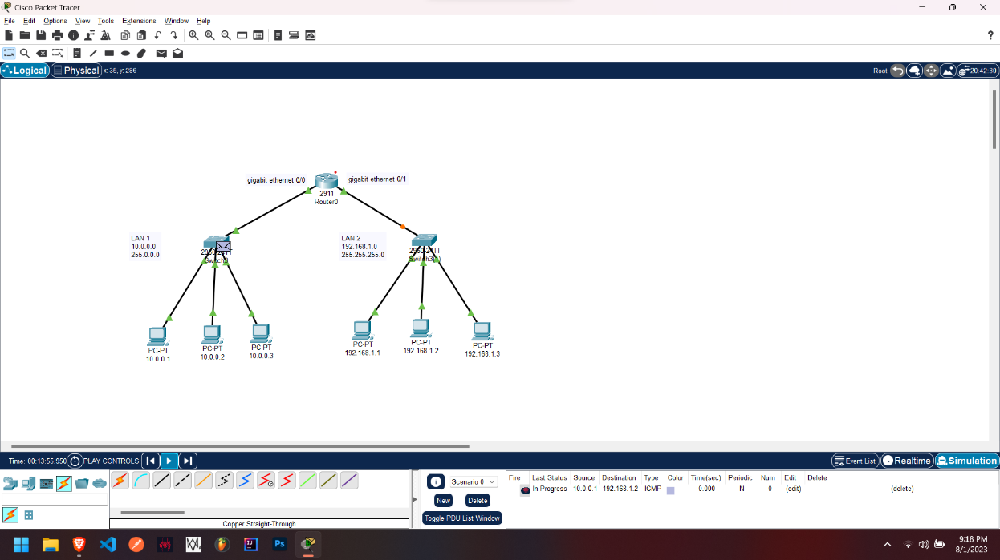 Cisco Packet Tracer
File Edit Options View Tools Extensions Window Help
?
Logical Physical x: 35, y: 286
Root 20:42:30
gigabit ethernet 0/0
gigabit ethernet 0/1
2911
Router0
LAN 1
10.0.0.0
255.0.0.0
Switch3
LAN 2
192.168.1.0
255.255.255.0
2950-24TT
Switch3(1)
PC-PT
10.0.0.1
PC-PT
10.0.0.2
PC-PT
10.0.0.3
PC-PT
192.168.1.1
PC-PT
192.168.1.2
PC-PT
192.168.1.3
Time: 00:13:55.950 PLAY CONTROLS:
Event List Realtime Simulation
Scenario 0
New Delete
Toggle PDU List Window
Fire Last Status Source Destination Type Color Time(sec) Periodic Num Edit Delete
In Progress 10.0.0.1 192.168.1.2 ICMP 0.000 N 0 (edit) (delete)
Copper Straight-Through
Ps
9:18 PM
8/1/2023